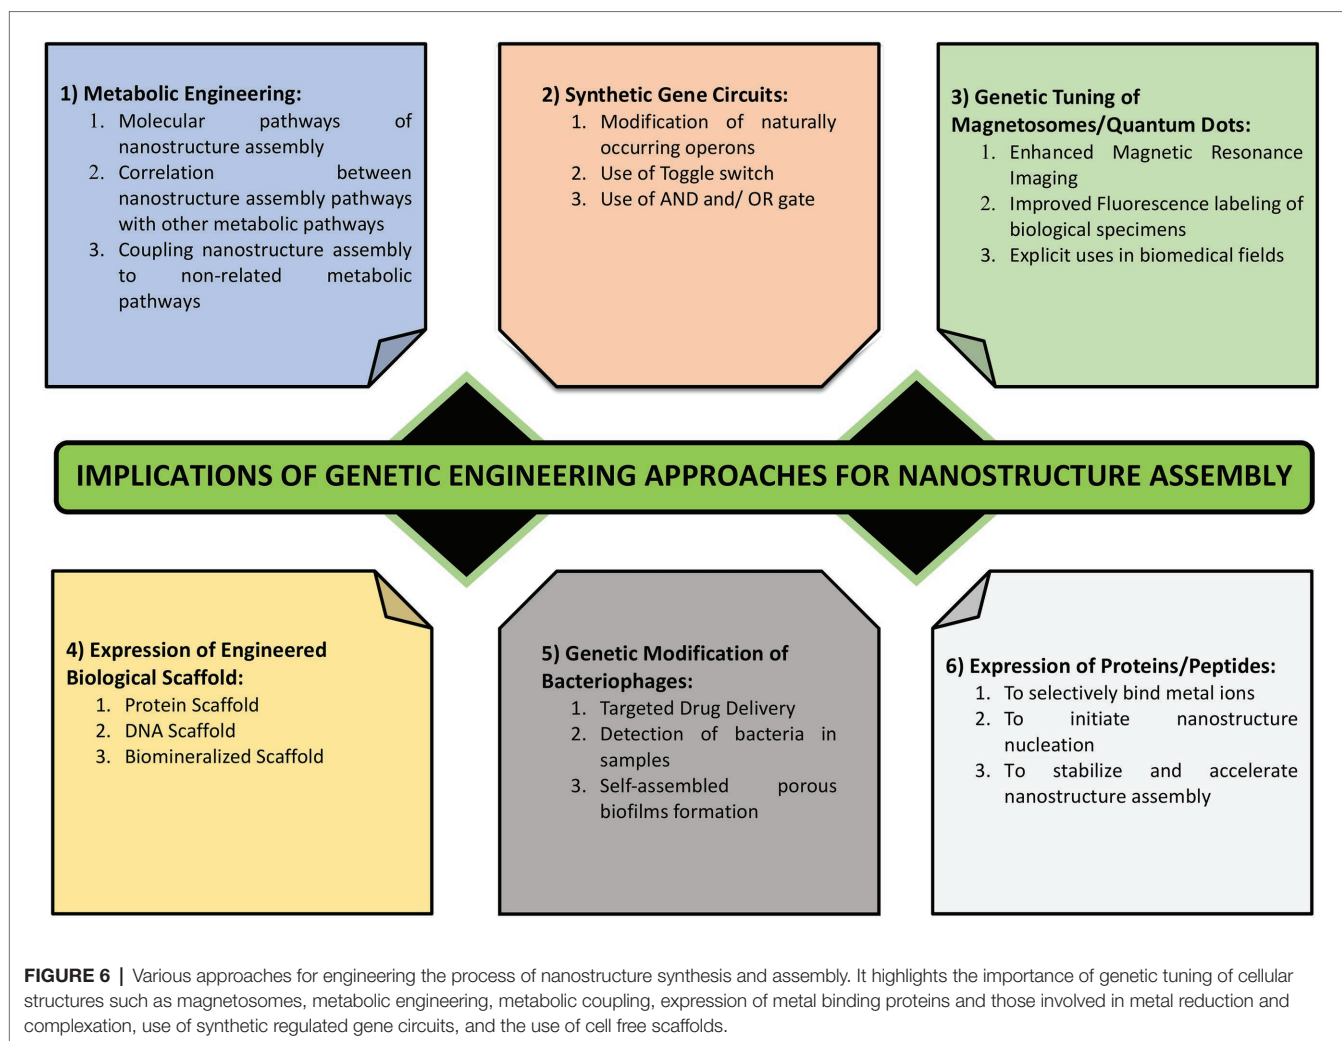 1) Metabolic Engineering:
1. Molecular pathways of
nanostructure assembly
2. Correlation between
nanostructure assembly pathways
with other metabolic pathways
3. Coupling nanostructure assembly
to non-related metabolic
pathways
2) Synthetic Gene Circuits:
1. Modification of naturally
occurring operons
2. Use of Toggle switch
3. Use of AND and/ OR gate
3) Genetic Tuning of
Magnetosomes/Quantum Dots:
1. Enhanced Magnetic Resonance
Imaging
2. Improved Fluorescence labeling of
biological specimens
3. Explicit uses in biomedical fields
IMPLICATIONS OF GENETIC ENGINEERING APPROACHES FOR NANOSTRUCTURE ASSEMBLY
4) Expression of Engineered
Biological Scaffold:
1. Protein Scaffold
2. DNA Scaffold
3. Biomineralized Scaffold
5) Genetic Modification of
Bacteriophages:
1. Targeted Drug Delivery
2. Detection of bacteria in
samples
3. Self-assembled porous
biofilms formation
6) Expression of Proteins/Peptides:
1. To selectively bind metal ions
2. To initiate nanostructure
nucleation
3. To stabilize and accelerate
nanostructure assembly
FIGURE 6 | Various approaches for engineering the process of nanostructure synthesis and assembly. It highlights the importance of genetic tuning of cellular
structures such as magnetosomes, metabolic engineering, metabolic coupling, expression of metal binding proteins and those involved in metal reduction and
complexation, use of synthetic regulated gene circuits, and the use of cell free scaffolds.